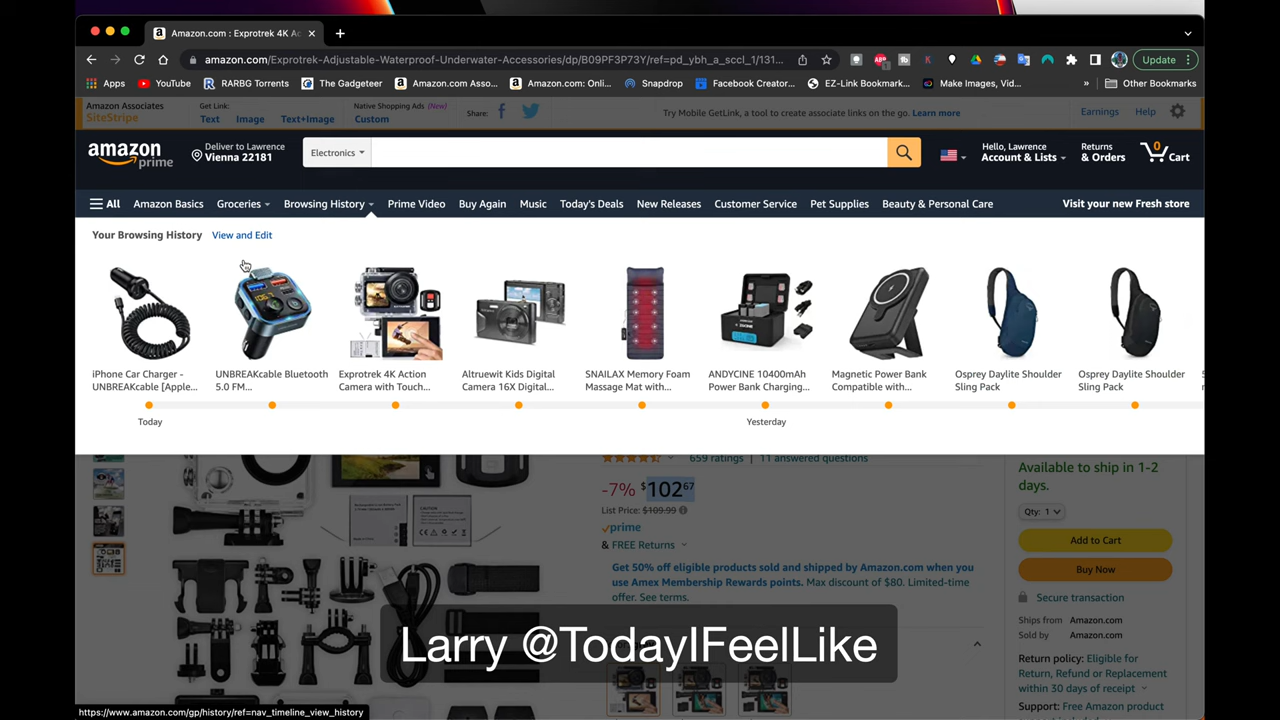 Amazon.com : Exprotrek 4K Ac
amazon.com/Exprotrek-Adjustable-Waterproof-Underwater-Accessories/dp/B09PF3P73Y/ref=pd_ybh_a_sccl_1/131...
Update
Apps
YouTube
RARBG Torrents
The Gadgeteer
Amazon.com Asso...
Amazon.com: Onli...
Snapdrop
Facebook Creator...
EZ-Link Bookmark...
Make Images, Vid...
»
Other Bookmarks
Amazon Associates
SiteStripe
Get Link:
Text
Image
Text+Image
Native Shopping Ads (New)
Custom
Share:
Try Mobile GetLink, a tool to create associate links on the go. Learn more
Earnings
Help
amazon
prime
Deliver to Lawrence
Vienna 22181
Electronics
Hello, Lawrence
Account & Lists
Returns
& Orders
0
Cart
All
Amazon Basics
Groceries
Browsing History
Prime Video
Buy Again
Music
Today's Deals
New Releases
Customer Service
Pet Supplies
Beauty & Personal Care
Visit your new Fresh store
Your Browsing History
View and Edit
iPhone Car Charger -
UNBREAKcable [Apple...
UNBREAKcable Bluetooth
5.0 FM...
Exprotrek 4K Action
Camera with Touch...
Altruewit Kids Digital
Camera 16X Digital...
SNAILAX Memory Foam
Massage Mat with...
ANDYCINE 10400mAh
Power Bank Charging...
Magnetic Power Bank
Compatible with...
Osprey Daylite Shoulder
Sling Pack
Osprey Daylite Shoulder
Sling Pack
Today
Yesterday
659 ratings
11 answered questions
-7% $102 67
List Price: $109.99
prime
& FREE Returns
Get 50% off eligible products sold and shipped by Amazon.com when you
use Amex Membership Rewards points. Max discount of $80. Limited-time
offer. See terms.
Available to ship in 1-2
days.
Qty: 1
Add to Cart
Buy Now
Secure transaction
Ships from Amazon.com
Sold by Amazon.com
Return policy: Eligible for
Return, Refund or Replacement
within 30 days of receipt
Support: Free Amazon product
Larry @TodayIFeelLike
https://www.amazon.com/gp/history/ref=nav_timeline_view_history